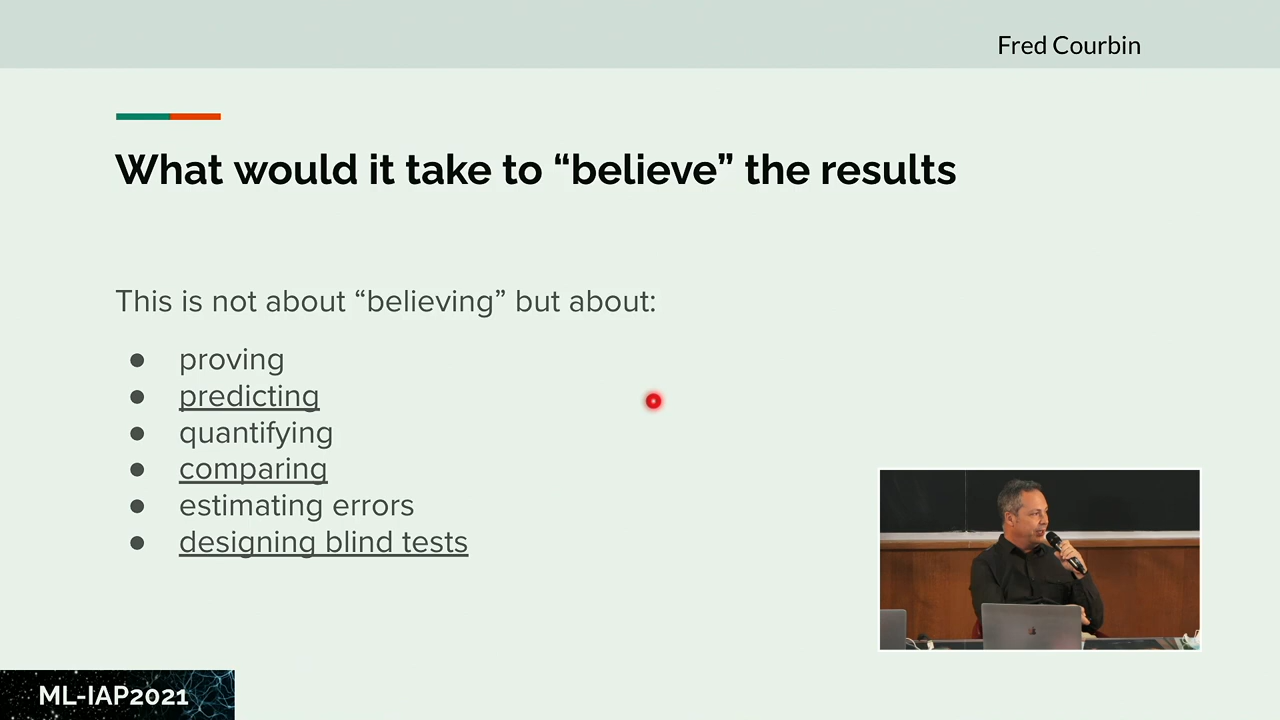 Fred Courbin
What would it take to “believe” the results
This is not about “believing” but about:
● proving
● predicting
● quantifying
● comparing
● estimating errors
● designing blind tests
ML-IAP2021